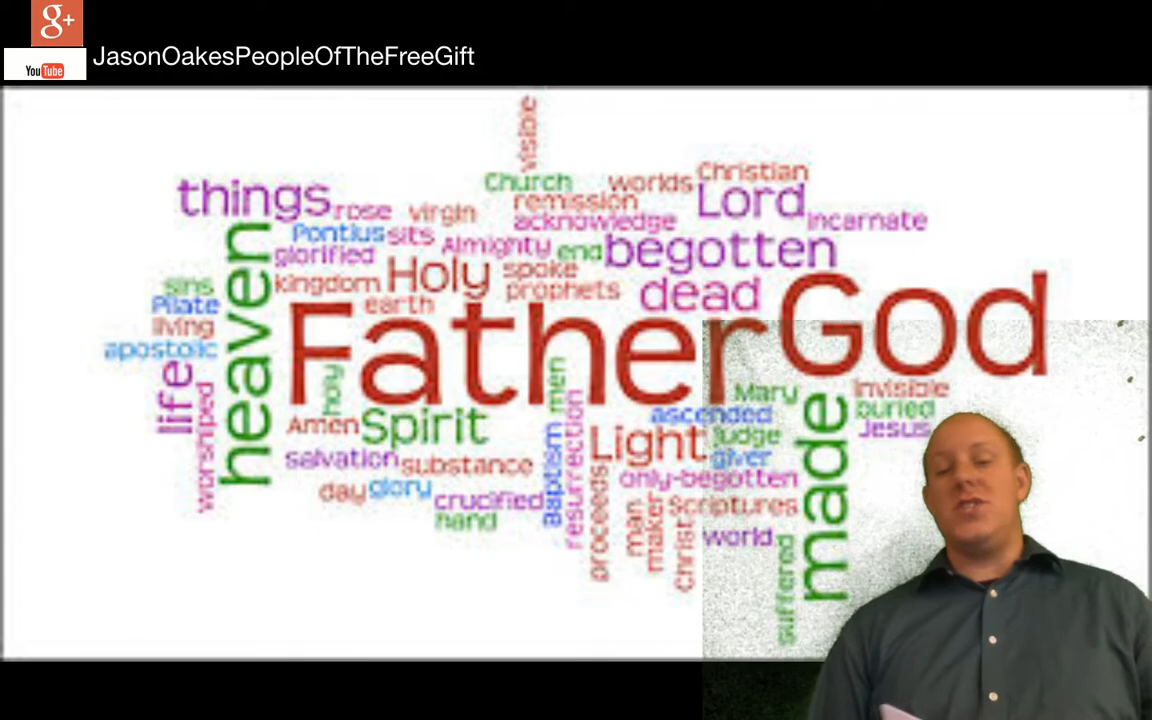 g+
You Tube
JasonOakesPeopleOfTheFreeGift
visible
Church
worlds
Christian
things
rose
virgin
remission
Lord
acknowledge
incarnate
Pontius
sits
Almighty
end
begotten
glorified
heaven
kingdom
Holy
spoke
prophets
dead
sins
Pilate
living
apostolic
earth
Father
God
life
worshiped
holy
men
Mary
invisible
buried
Jesus
ascended
Amen
Spirit
Light
judge
giver
made
salvation
substance
Baptism
resurrection
only-begotten
day
glory
crucified
hand
proceeds
man
maker
christ
Scriptures
world
suffered